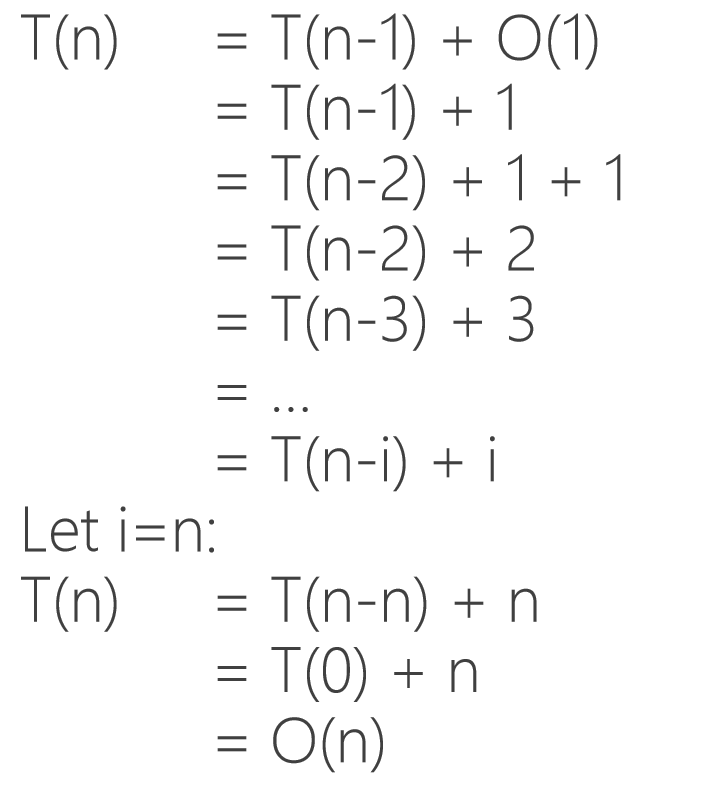 T(n) = T(n-1) + O(1)
= T(n-1) + 1
= T(n-2) + 1 + 1
= T(n-2) + 2
= T(n-3) + 3
= ...
= T(n-i) + i
Let i=n:
T(n) = T(n-n) + n
= T(0) + n
= O(n)